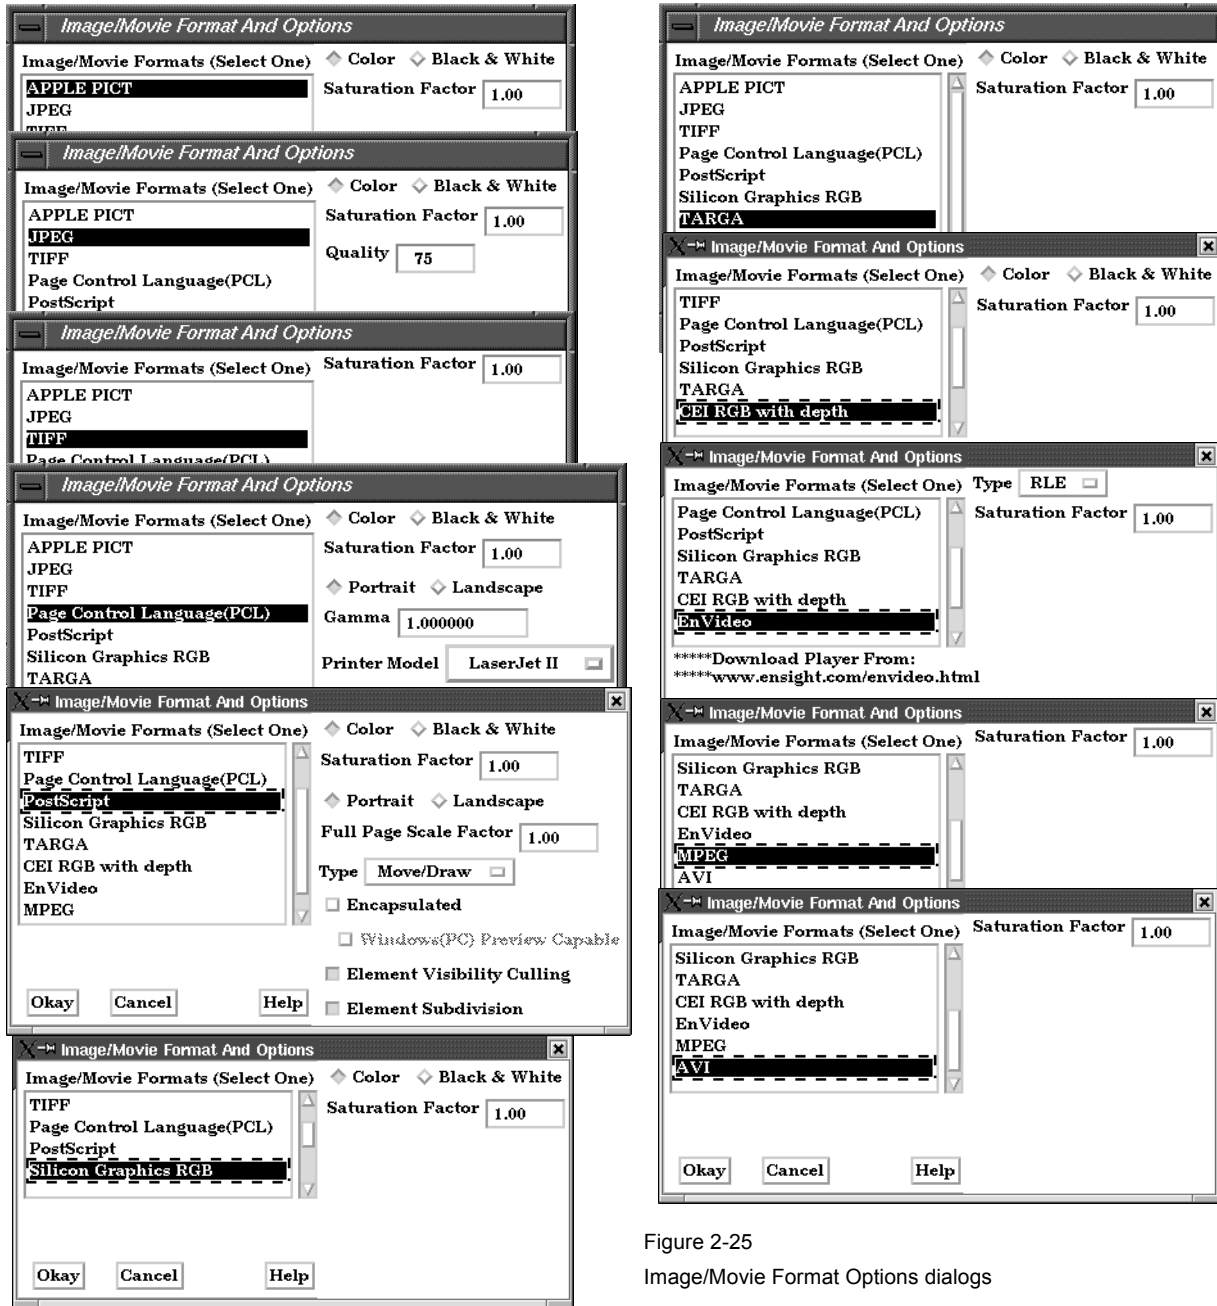 Image/Movie Format And Options
Image/Movie Formats (Select One)
Color
Black & White
APPLE PICT
JPEG
TIFF
Saturation Factor
1.00
Image/Movie Format And Options
Image/Movie Formats (Select One)
Color
Black & White
APPLE PICT
JPEG
TIFF
Page Control Language(PCL)
PostScript
Saturation Factor
1.00
Quality
75
Image/Movie Format And Options
Image/Movie Formats (Select One)
Saturation Factor
1.00
APPLE PICT
JPEG
TIFF
Page Control Language(PCL)
Image/Movie Format And Options
Image/Movie Formats (Select One)
Color
Black & White
APPLE PICT
JPEG
TIFF
Page Control Language(PCL)
PostScript
Silicon Graphics RGB
TARGA
Saturation Factor
1.00
Portrait
Landscape
Gamma
1.000000
Printer Model
LaserJet II
Image/Movie Format And Options
Image/Movie Formats (Select One)
Color
Black & White
TIFF
Page Control Language(PCL)
PostScript
Silicon Graphics RGB
TARGA
CEI RGB with depth
EnVideo
MPEG
Saturation Factor
1.00
Portrait
Landscape
Full Page Scale Factor
1.00
Type
Move/Draw
Encapsulated
Windows(PC) Preview Capable
Element Visibility Culling
Element Subdivision
Okay
Cancel
Help
Image/Movie Format And Options
Image/Movie Formats (Select One)
Color
Black & White
TIFF
Page Control Language(PCL)
PostScript
Silicon Graphics RGB
Saturation Factor
1.00
Okay
Cancel
Help
Image/Movie Format And Options
Image/Movie Formats (Select One)
Color
Black & White
APPLE PICT
JPEG
TIFF
Page Control Language(PCL)
PostScript
Silicon Graphics RGB
TARGA
Saturation Factor
1.00
Image/Movie Format And Options
Image/Movie Formats (Select One)
Color
Black & White
TIFF
Page Control Language(PCL)
PostScript
Silicon Graphics RGB
TARGA
CEI RGB with depth
Saturation Factor
1.00
Image/Movie Format And Options
Image/Movie Formats (Select One)
Type
RLE
Page Control Language(PCL)
PostScript
Silicon Graphics RGB
TARGA
CEI RGB with depth
EnVideo
Saturation Factor
1.00
*****Download Player From:
*****www.ensight.com/envideo.html
Image/Movie Format And Options
Image/Movie Formats (Select One)
Saturation Factor
1.00
Silicon Graphics RGB
TARGA
CEI RGB with depth
EnVideo
MPEG
AVI
Image/Movie Format And Options
Image/Movie Formats (Select One)
Saturation Factor
1.00
Silicon Graphics RGB
TARGA
CEI RGB with depth
EnVideo
MPEG
AVI
Okay
Cancel
Help
Figure 2-25
Image/Movie Format Options dialogs